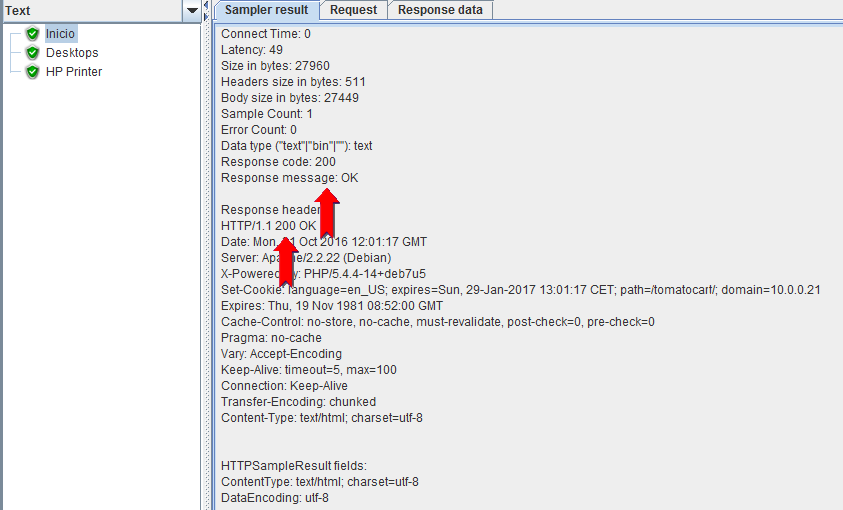 Text
Inicio
Desktops
HP Printer
Sampler result
Request
Response data
Connect Time: 0
Latency: 49
Size in bytes: 27960
Headers size in bytes: 511
Body size in bytes: 27449
Sample Count: 1
Error Count: 0
Data type ("text"|"bin"|""): text
Response code: 200
Response message: OK
Response header
HTTP/1.1 200 OK
Date: Mon, Oct 2016 12:01:17 GMT
Server: Apache/2.2.22 (Debian)
X-Powered-By: PHP/5.4.4-14+deb7u5
Set-Cookie: language=en_US; expires=Sun, 29-Jan-2017 13:01:17 CET; path=/tomatocart/; domain=10.0.0.21
Expires: Thu, 19 Nov 1981 08:52:00 GMT
Cache-Control: no-store, no-cache, must-revalidate, post-check=0, pre-check=0
Pragma: no-cache
Vary: Accept-Encoding
Keep-Alive: timeout=5, max=100
Connection: Keep-Alive
Transfer-Encoding: chunked
Content-Type: text/html; charset=utf-8
HTTPSampleResult fields:
ContentType: text/html; charset=utf-8
DataEncoding: utf-8